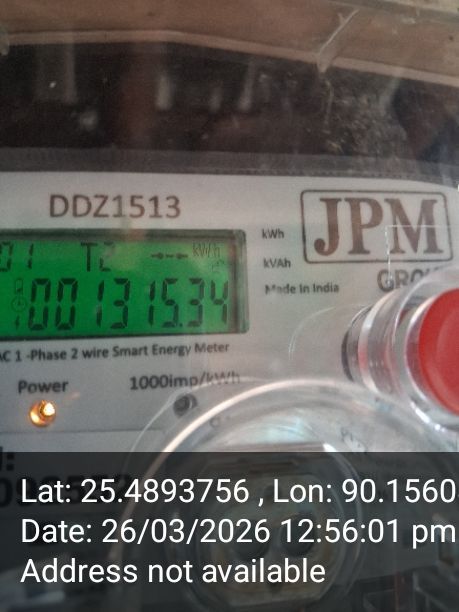 DDZ1513
JPM
kWh
kVAh
Made In India
01 T2 kWh
001315.34
AC 1 -Phase 2 wire Smart Energy Meter
Power 1000imp/kWh
Lat: 25.4893756 , Lon: 90.1560
Date: 26/03/2026 12:56:01 pm
Address not available